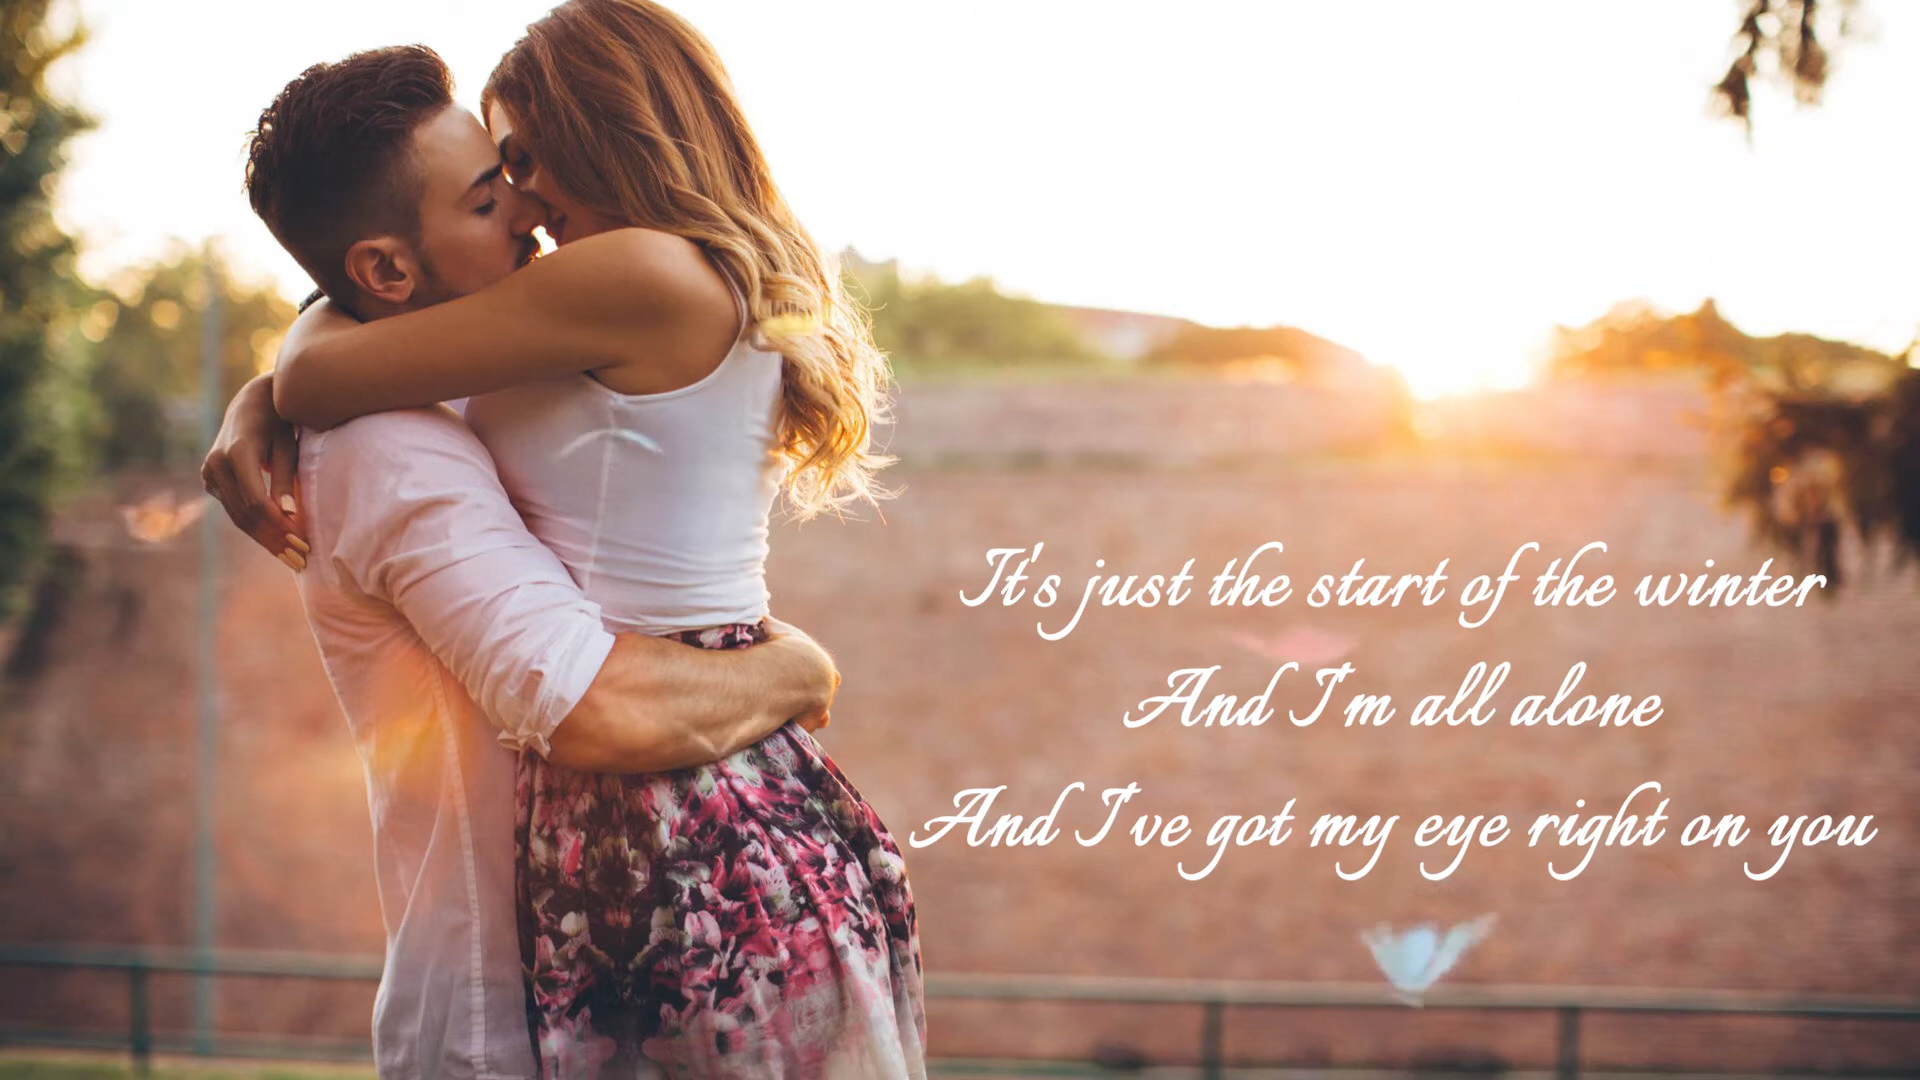 It's just the start of the winter
And I'm all alone
And I've got my eye right on you